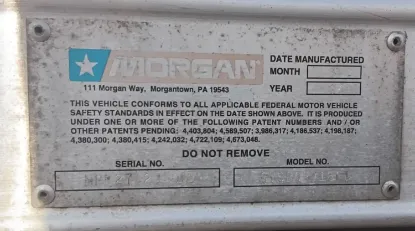 MORGAN
111 Morgan Way, Morgantown, PA 19543
DATE MANUFACTURED
MONTH
YEAR
THIS VEHICLE CONFORMS TO ALL APPLICABLE FEDERAL MOTOR VEHICLE
SAFETY STANDARDS IN EFFECT ON THE DATE SHOWN ABOVE. IT IS PRODUCED
UNDER ONE OR MORE OF THE FOLLOWING PATENT NUMBERS AND / OR
OTHER PATENTS PENDING: 4,403,804; 4,589,507; 3,986,317; 4,186,537; 4,198,187;
4,380,300; 4,380,415; 4,242,032; 4,722,109; 4,673,048.
DO NOT REMOVE
SERIAL NO.
MODEL NO.